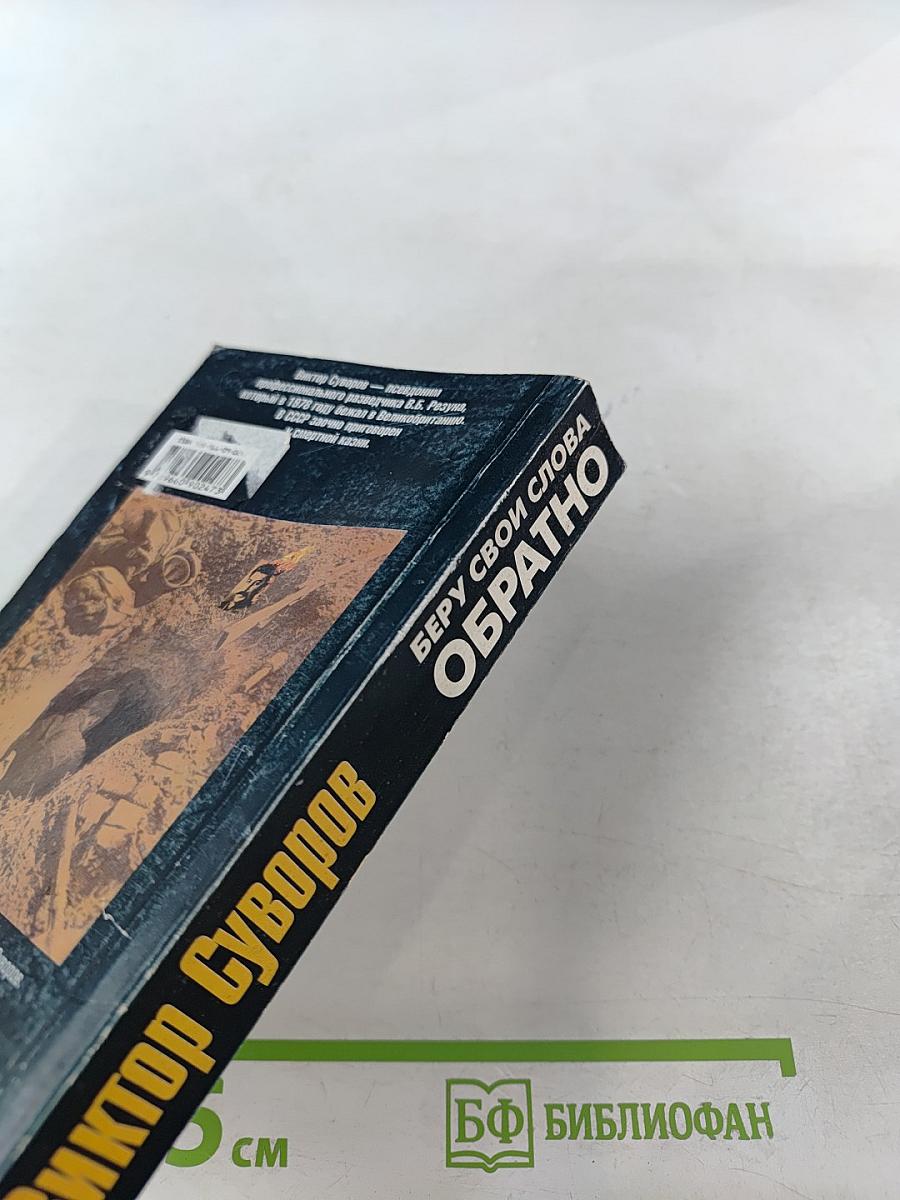 Виктор Суворов — псевдоним
профессионального разведчика В.Б. Резуна,
который в 1978 году бежал в Великобританию.
В СССР заочно приговорен
к смертной казни.
БЕРУ СВОИ СЛОВА
ОБРАТНО
Виктор Суворов
см
БФ БИБЛИОФАН